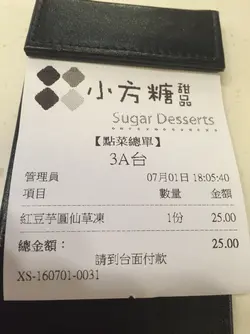 小方糖甜品
Sugar Desserts
【點菜總單】
3A台
管理員 07月01日 18:05:40
項目 數量 金額
紅豆芋圓仙草凍 1份 25.00
總金額： 25.00
請到台面付款
XS-160701-0031